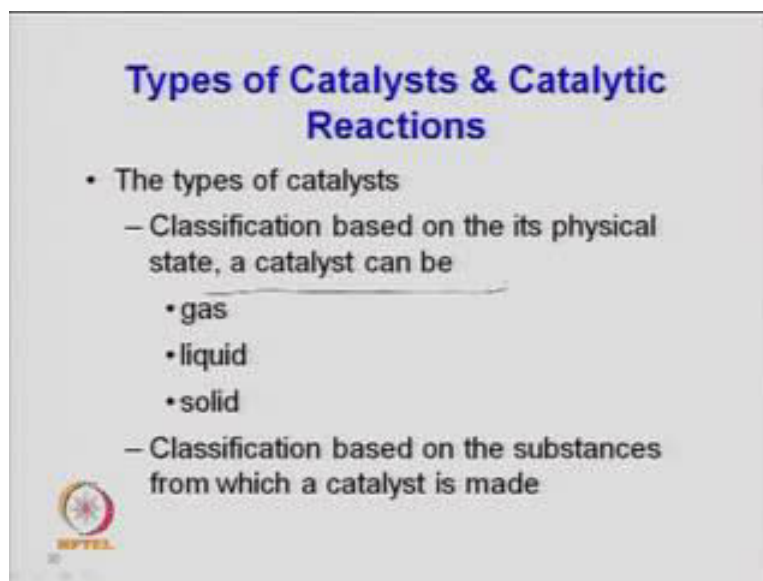 Types of Catalysts & Catalytic
Reactions
• The types of catalysts
– Classification based on the its physical
state, a catalyst can be
• gas
• liquid
• solid
– Classification based on the substances
from which a catalyst is made
NPTEL